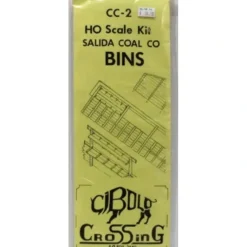 CC-2
HO Scale Kit
SALIDA COAL CO
BINS
CIBOLO
CROSSING